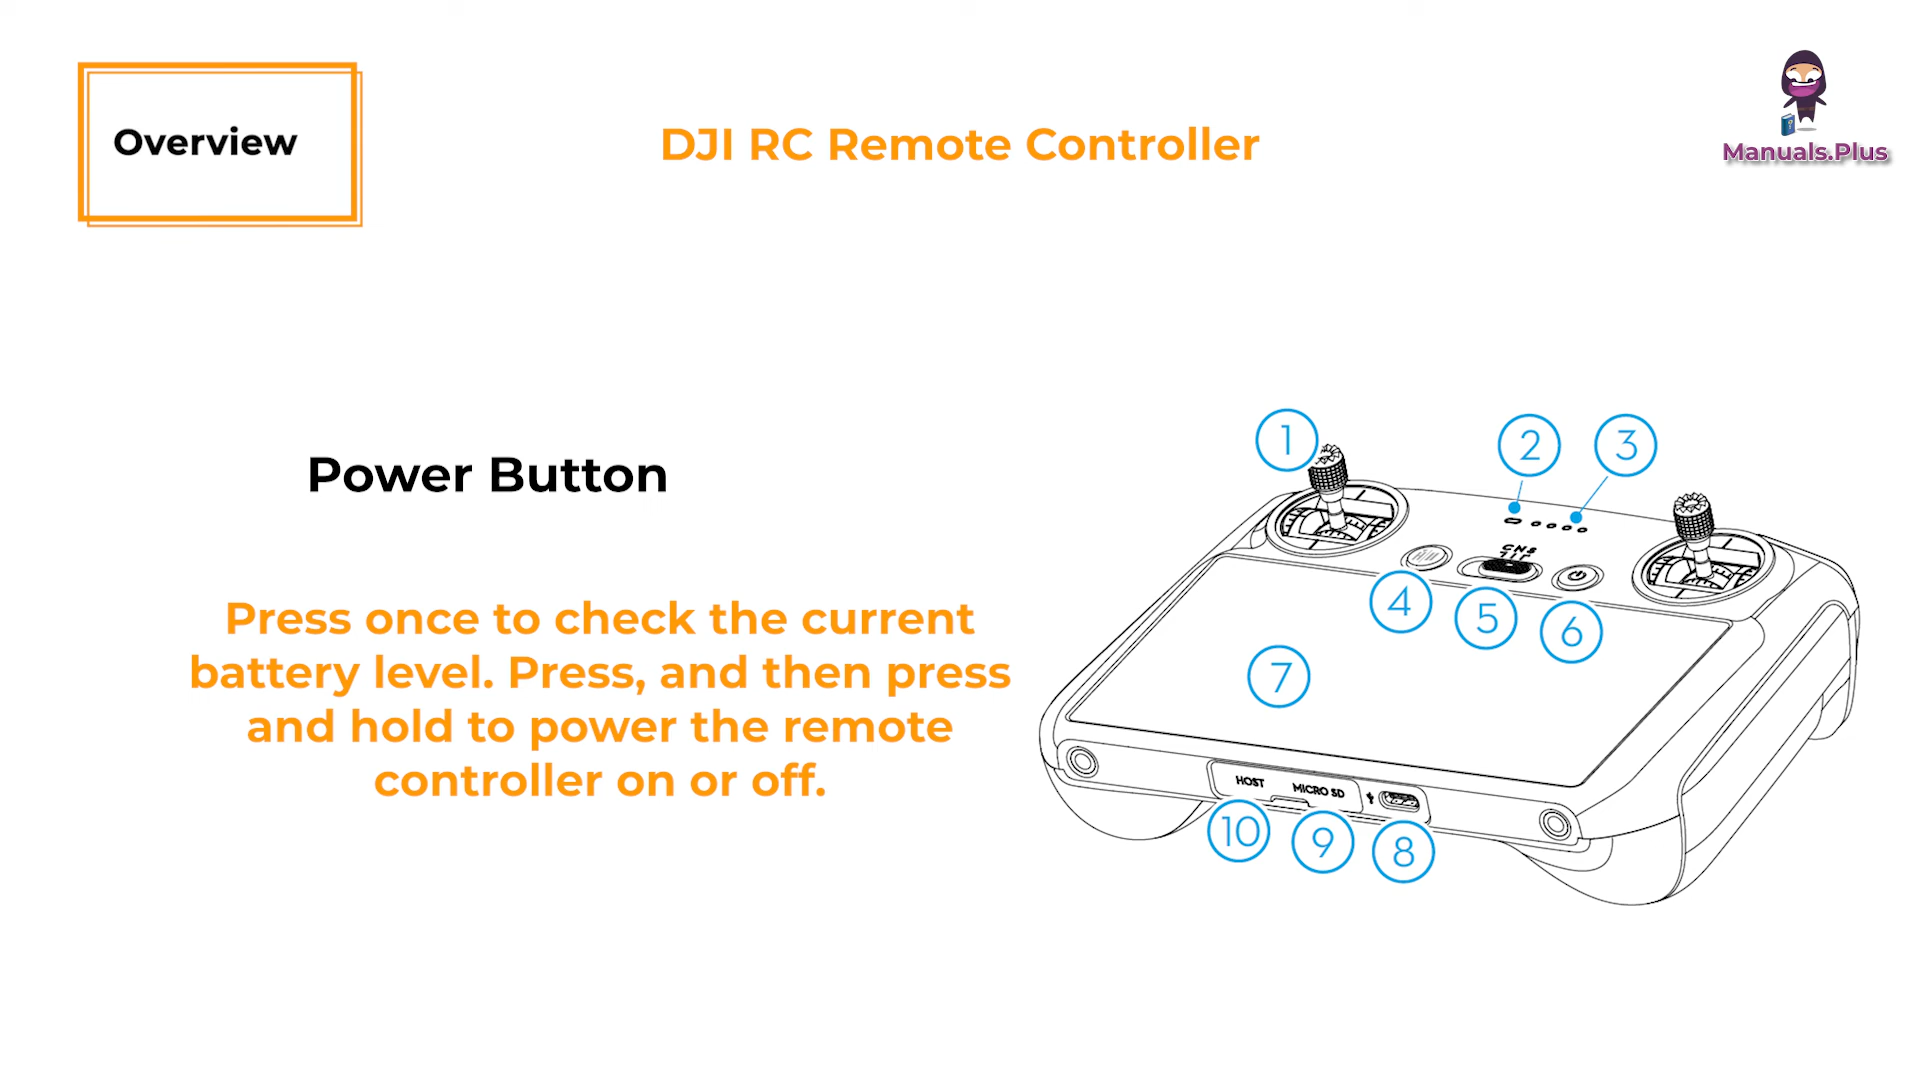 Overview
DJI RC Remote Controller
Manuals.Plus
Power Button
Press once to check the current
battery level. Press, and then press
and hold to power the remote
controller on or off.
1
2
3
CNS
4
5
6
7
HOST
MICRO SD
10
9
8